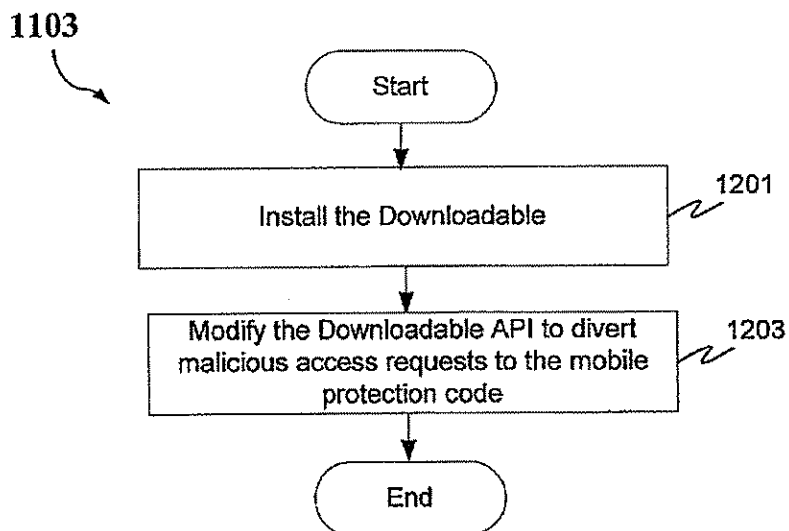 1103
Start
1201
Install the Downloadable
1203
Modify the Downloadable API to divert
malicious access requests to the mobile
protection code
End